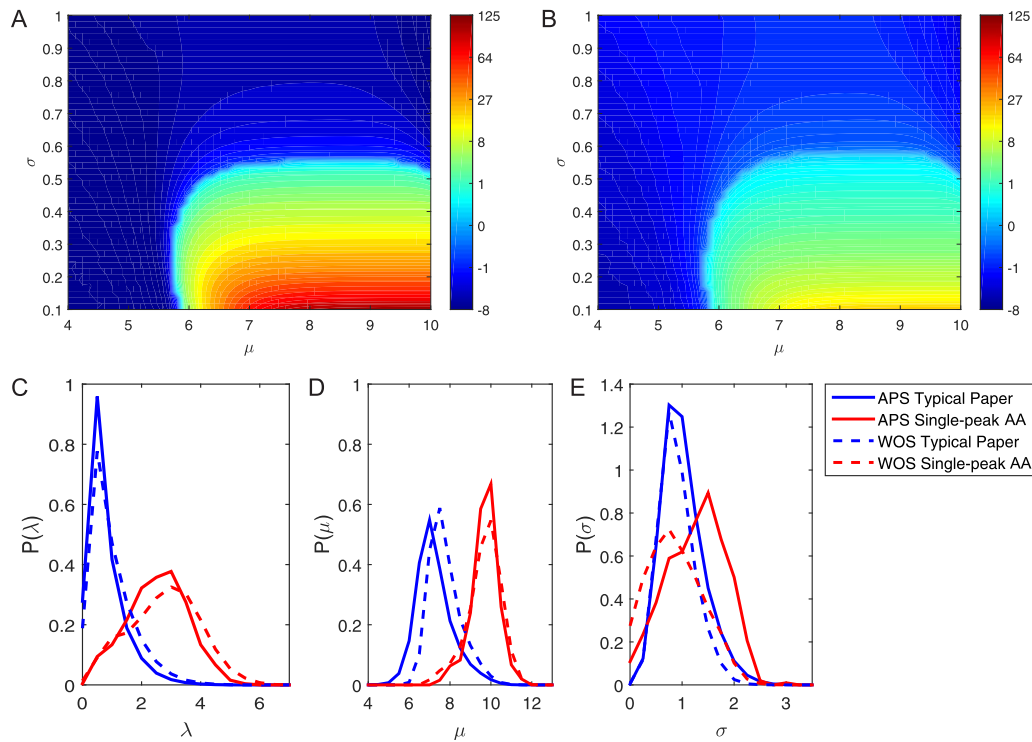 A
B
1
0.9
0.8
0.7
0.6
0.5
0.4
0.3
0.2
0.1
σ
4 5 6 7 8 9 10
μ
125
64
27
8
1
0
-1
-8
1
0.9
0.8
0.7
0.6
0.5
0.4
0.3
0.2
0.1
σ
4 5 6 7 8 9 10
μ
125
64
27
8
1
0
-1
-8
C
D
E
1
0.8
0.6
0.4
0.2
0
P(λ)
0 2 4 6
λ
1
0.8
0.6
0.4
0.2
0
P(μ)
4 6 8 10 12
μ
1.4
1.2
1
0.8
0.6
0.4
0.2
0
P(σ)
0 1 2 3
σ
APS Typical Paper
APS Single-peak AA
WOS Typical Paper
WOS Single-peak AA